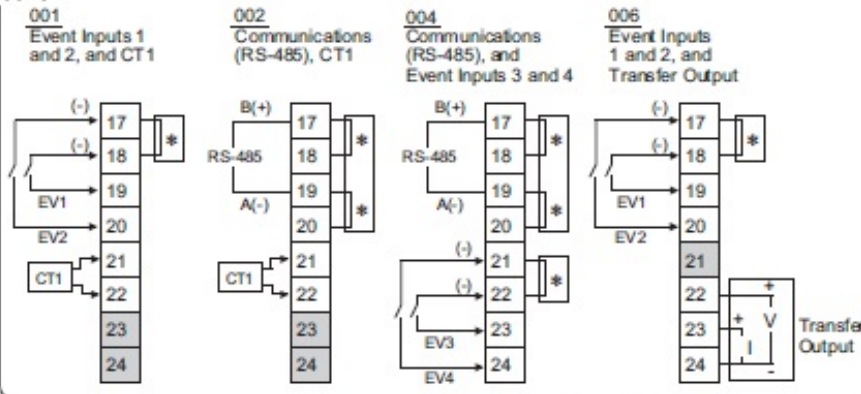 001
Event Inputs 1
and 2, and CT1
(-)
17
*
(-)
18
19
EV1
20
EV2
21
CT1
22
23
24
002
Communications
(RS-485), CT1
B(+)
17
*
RS-485
18
19
A(-)
*
20
21
CT1
22
23
24
004
Communications
(RS-485), and
Event Inputs 3 and 4
B(+)
17
*
RS-485
18
19
A(-)
*
20
(-)
21
*
(-)
22
23
EV3
24
EV4
006
Event Inputs
1 and 2, and
Transfer Output
(-)
17
*
(-)
18
19
EV1
20
EV2
21
22
+
23
+
V
I
24
-
Transfe
Output